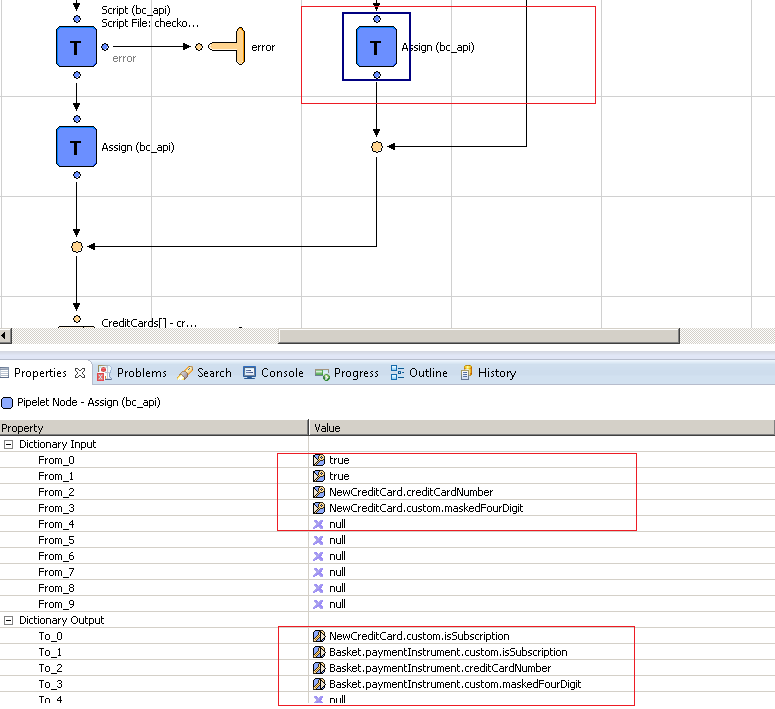 Script (bc_api)
Script File: checko...
T
error
error
T
Assign (bc_api)
T
Assign (bc_api)
CreditCards[] - cr...
Properties Problems Search Console Progress Outline History
Pipelet Node - Assign (bc_api)
Property Value
Dictionary Input
From_0 true
From_1 true
From_2 NewCreditCard.creditCardNumber
From_3 NewCreditCard.custom.maskedFourDigit
From_4 null
From_5 null
From_6 null
From_7 null
From_8 null
From_9 null
Dictionary Output
To_0 NewCreditCard.custom.isSubscription
To_1 Basket.paymentInstrument.custom.isSubscription
To_2 Basket.paymentInstrument.creditCardNumber
To_3 Basket.paymentInstrument.custom.maskedFourDigit
To_4 null